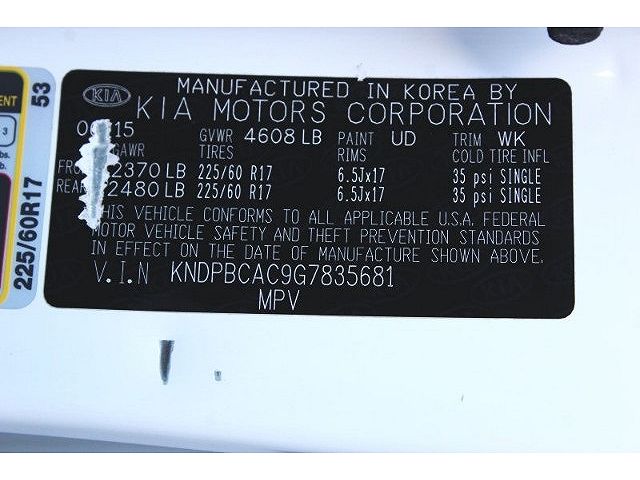 KIA
MANUFACTURED IN KOREA BY
KIA MOTORS CORPORATION
GVWR 4608 LB PAINT UD TRIM WK
GAWR TIRES RIMS COLD TIRE INFL
2370 LB 225/60 R17 6.5Jx17 35 psi SINGLE
REAR 2480 LB 225/60 R17 6.5Jx17 35 psi SINGLE
THIS VEHICLE CONFORMS TO ALL APPLICABLE U.S.A. FEDERAL
MOTOR VEHICLE SAFETY AND THEFT PREVENTION STANDARDS
IN EFFECT ON THE DATE OF MANUFACTURE SHOWN ABOVE.
V.I.N KNDPBCAC9G7835681
MPV
53
225/60R17
3